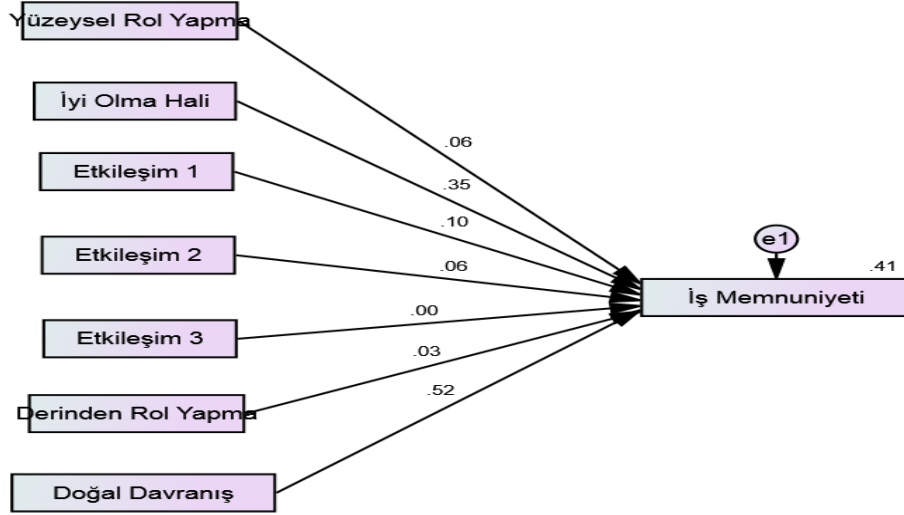 Yüzeysel Rol Yapma
İyi Olma Hali
.06
.35
Etkileşim 1
.10
e1
Etkileşim 2
.06
.41
İş Memnuniyeti
.00
Etkileşim 3
.03
.52
Derinden Rol Yapma
Doğal Davranış